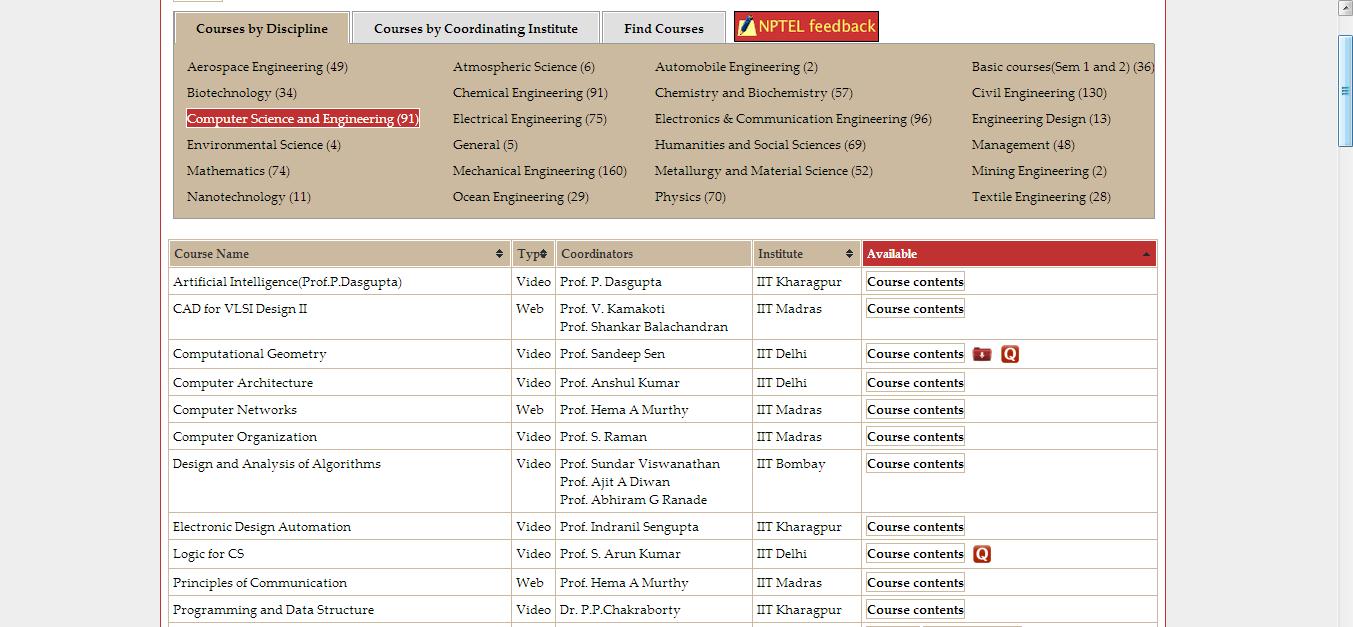 Courses by Discipline Courses by Coordinating Institute Find Courses NPTEL feedback
Aerospace Engineering (49) Atmospheric Science (6) Automobile Engineering (2) Basic courses(Sem 1 and 2) (36)
Biotechnology (34) Chemical Engineering (91) Chemistry and Biochemistry (57) Civil Engineering (130)
Computer Science and Engineering (91) Electrical Engineering (75) Electronics & Communication Engineering (96) Engineering Design (13)
Environmental Science (4) General (5) Humanities and Social Sciences (69) Management (48)
Mathematics (74) Mechanical Engineering (160) Metallurgy and Material Science (52) Mining Engineering (2)
Nanotechnology (11) Ocean Engineering (29) Physics (70) Textile Engineering (28)
Course Name Typ Coordinators Institute Available
Artificial Intelligence(Prof.P.Dasgupta) Video Prof. P. Dasgupta IIT Kharagpur Course contents
CAD for VLSI Design II Web Prof. V. Kamakoti IIT Madras Course contents
Prof. Shankar Balachandran
Computational Geometry Video Prof. Sandeep Sen IIT Delhi Course contents Q
Computer Architecture Video Prof. Anshul Kumar IIT Delhi Course contents
Computer Networks Web Prof. Hema A Murthy IIT Madras Course contents
Computer Organization Video Prof. S. Raman IIT Madras Course contents
Design and Analysis of Algorithms Video Prof. Sundar Viswanathan IIT Bombay Course contents
Prof. Ajit A Diwan
Prof. Abhiram G Ranade
Electronic Design Automation Video Prof. Indranil Sengupta IIT Kharagpur Course contents
Logic for CS Video Prof. S. Arun Kumar IIT Delhi Course contents Q
Principles of Communication Web Prof. Hema A Murthy IIT Madras Course contents
Programming and Data Structure Video Dr. P.P.Chakraborty IIT Kharagpur Course contents